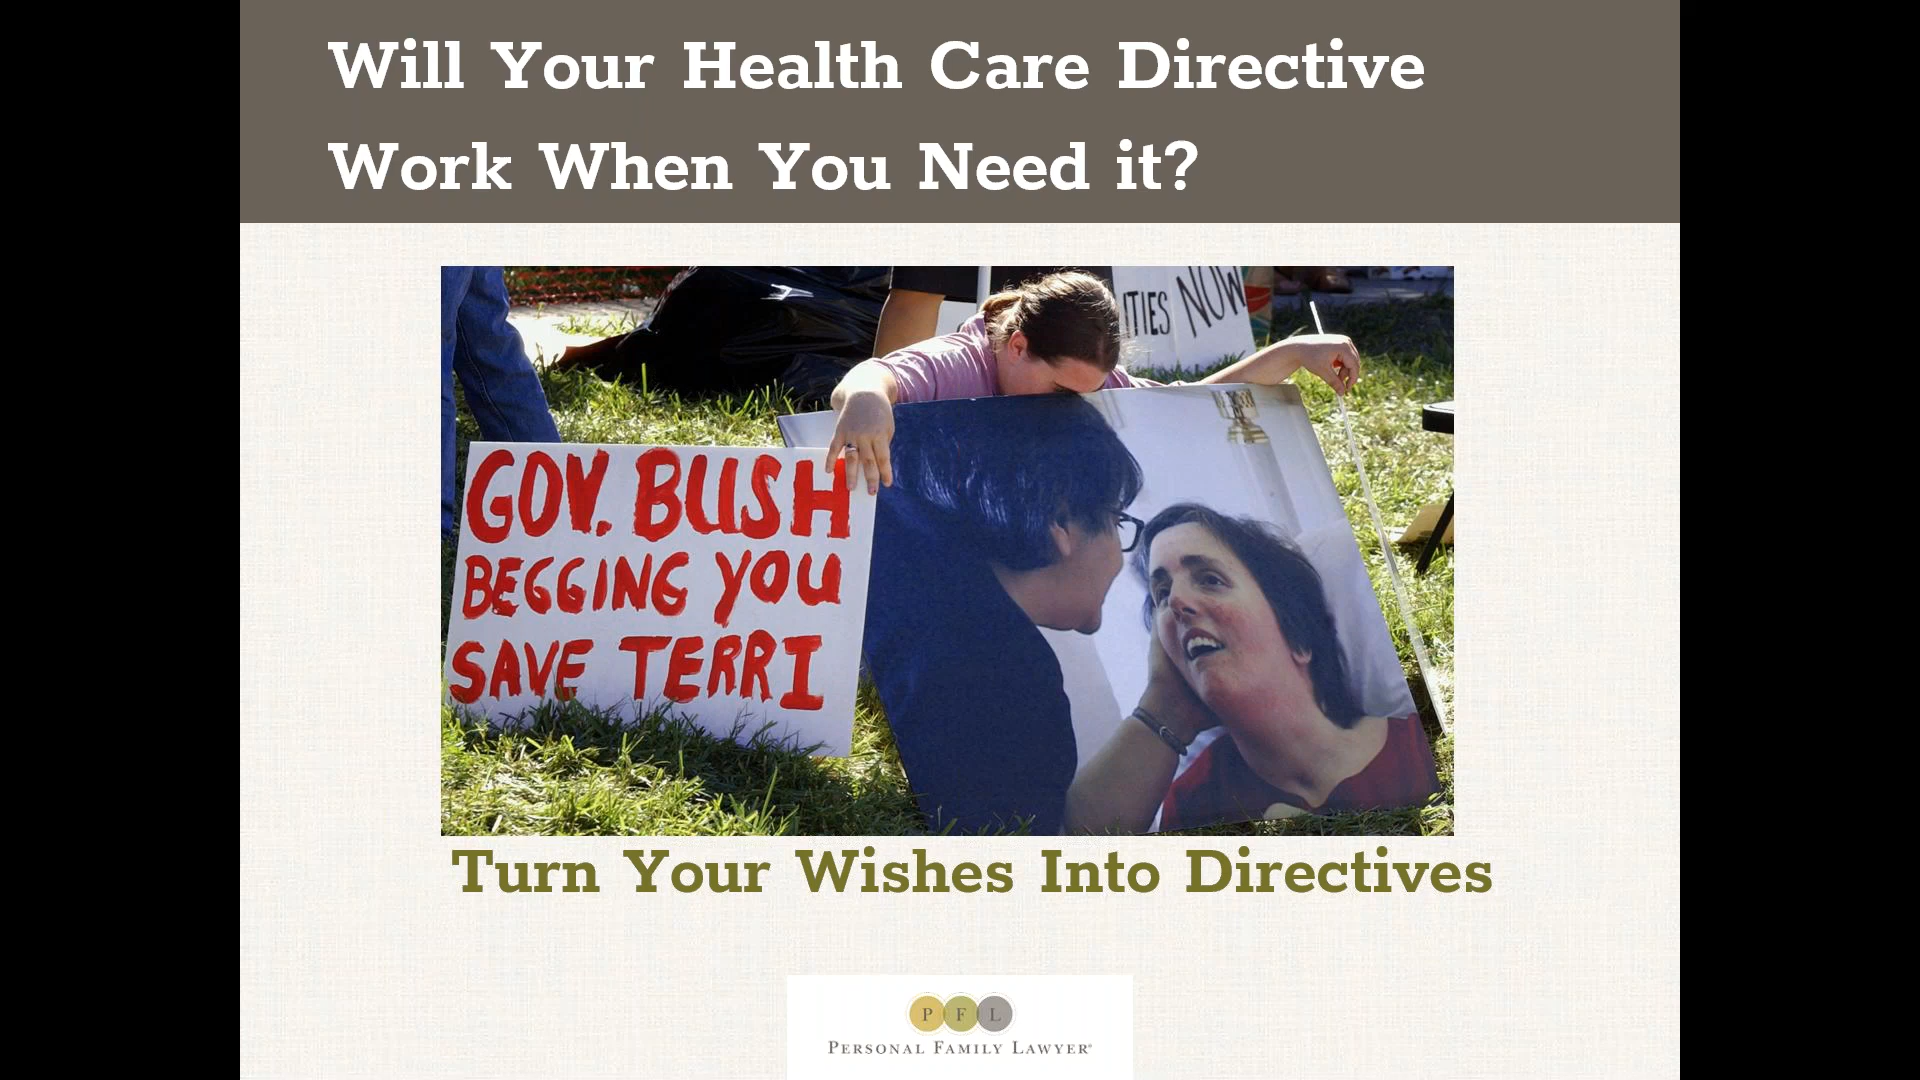 Will Your Health Care Directive
Work When You Need it?
ITIES NOW
GOV. BUSH
BEGGING YOU
SAVE TERRI
Turn Your Wishes Into Directives
P F L
PERSONAL FAMILY LAWYER®